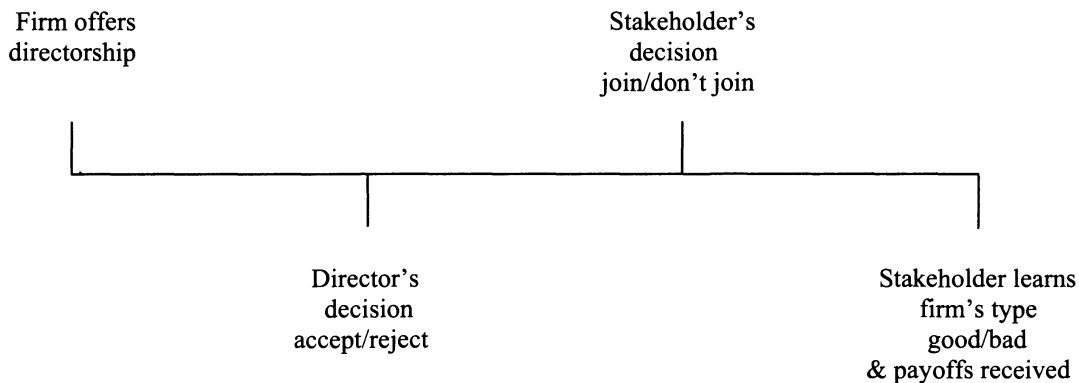 Firm offers
directorship
Stakeholder's
decision
join/don't join
Director's
decision
accept/reject
Stakeholder learns
firm's type
good/bad
& payoffs received